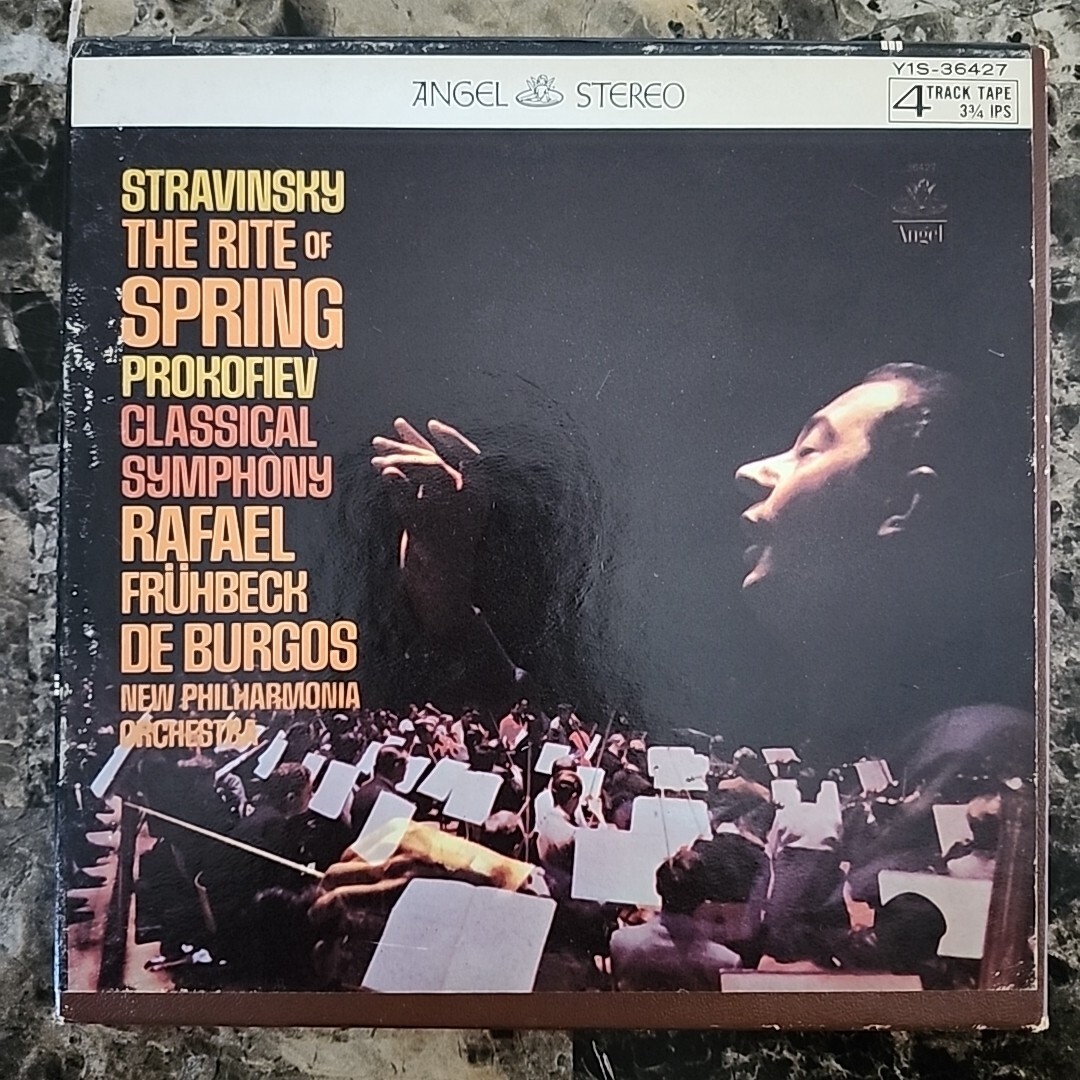 ANGEL STEREO
Y1S-36427
4 TRACK TAPE
3¾ IPS
STRAVINSKY
THE RITE OF
SPRING
PROKOFIEV
CLASSICAL
SYMPHONY
RAFAEL
FRÜHBECK
DE BURGOS
NEW PHILHARMONIA
ORCHESTRA
36427
Angel